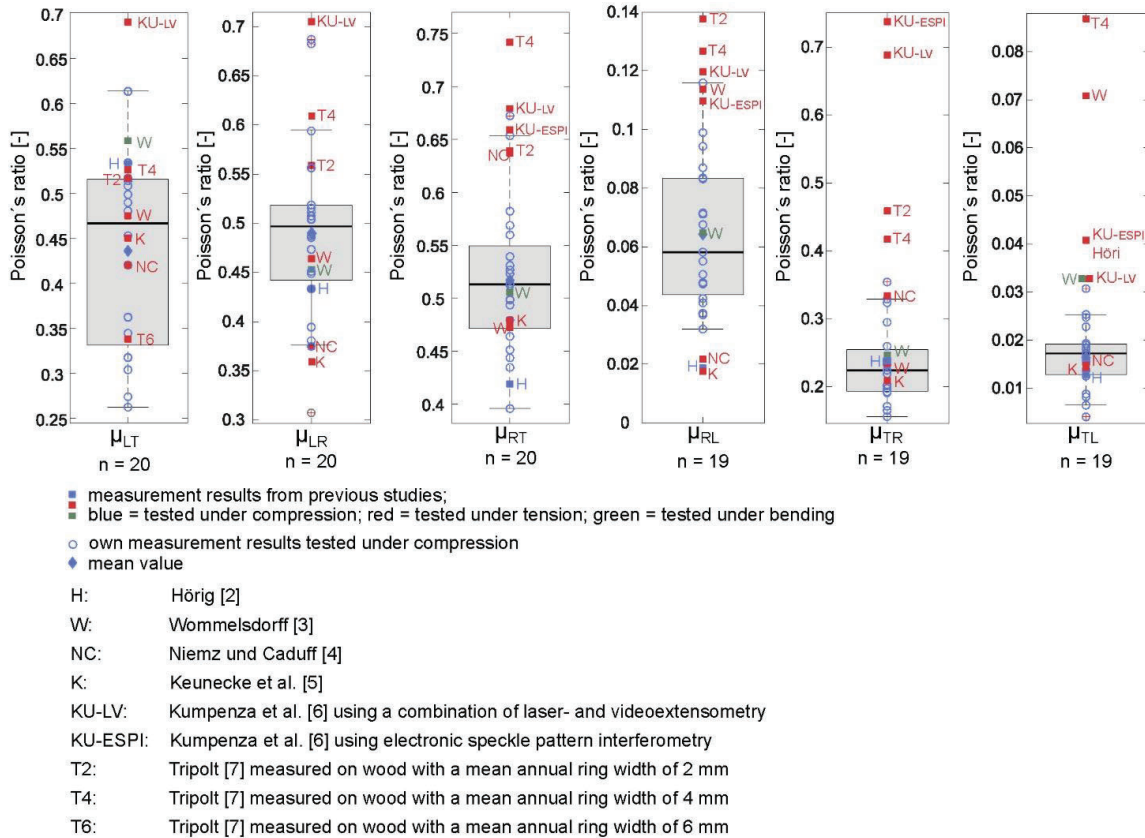 Poisson´s ratio [-]
0.7
0.65
0.6
0.55
0.5
0.45
0.4
0.35
0.3
0.25
KU-LV
W
H
T4
T2
W
K
NC
T6
μLT
n = 20
Poisson´s ratio [-]
0.7
0.65
0.6
0.55
0.5
0.45
0.4
0.35
0.3
KU-LV
T4
T2
W
W
H
NC
K
μLR
n = 20
Poisson´s ratio [-]
0.75
0.7
0.65
0.6
0.55
0.5
0.45
0.4
T4
KU-LV
KU-ESPI
T2
NC
W
K
W
H
μRT
n = 20
Poisson´s ratio [-]
0.14
0.12
0.1
0.08
0.06
0.04
0.02
0
T2
T4
KU-LV
W
KU-ESPI
W
NC
H
K
μRL
n = 19
Poisson´s ratio [-]
0.7
0.6
0.5
0.4
0.3
0.2
KU-ESPI
KU-LV
T2
T4
NC
W
H
W
K
μTR
n = 19
Poisson´s ratio [-]
0.08
0.07
0.06
0.05
0.04
0.03
0.02
0.01
T4
W
KU-ESPI
Höri
W
KU-LV
NC
K
H
μTL
n = 19
measurement results from previous studies;
blue = tested under compression; red = tested under tension; green = tested under bending
own measurement results tested under compression
mean value
H: Hörig [2]
W: Wommelsdorff [3]
NC: Niemz und Caduff [4]
K: Keunecke et al. [5]
KU-LV: Kumpenza et al. [6] using a combination of laser- and videoextensometry
KU-ESPI: Kumpenza et al. [6] using electronic speckle pattern interferometry
T2: Tripolt [7] measured on wood with a mean annual ring width of 2 mm
T4: Tripolt [7] measured on wood with a mean annual ring width of 4 mm
T6: Tripolt [7] measured on wood with a mean annual ring width of 6 mm